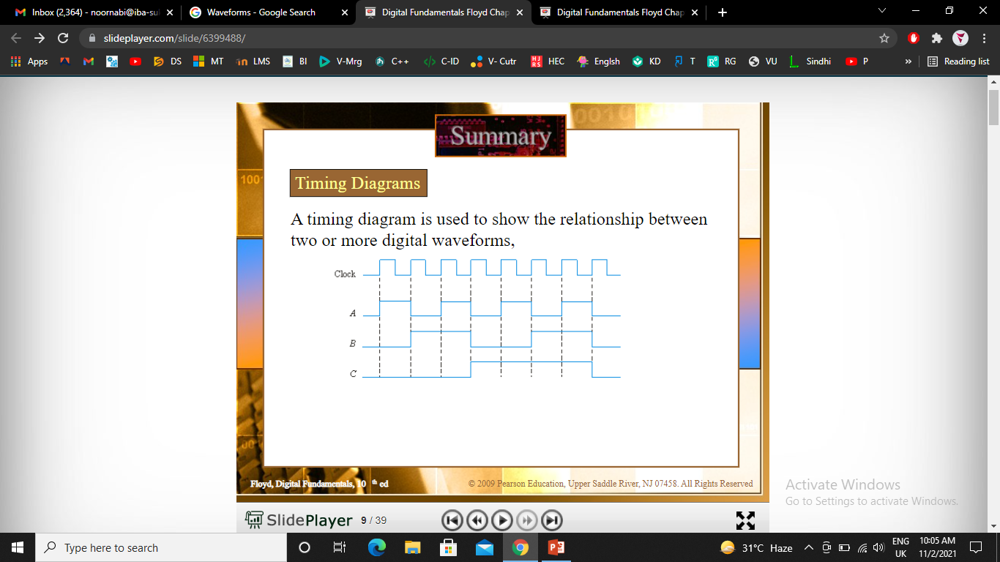 Inbox (2,364) - noornabi@iba-sul
Waveforms - Google Search
Digital Fundamentals Floyd Chap
Digital Fundamentals Floyd Chap
slideplayer.com/slide/6399488/
Apps DS MT LMS BI V-Mrg C++ C-ID V- Cutr HEC Englsh KD T RG VU Sindhi P » Reading list
Summary
Timing Diagrams
A timing diagram is used to show the relationship between
two or more digital waveforms,
Clock
A
B
C
Floyd, Digital Fundamentals, 10th ed
© 2009 Pearson Education, Upper Saddle River, NJ 07458. All Rights Reserved
Activate Windows
Go to Settings to activate Windows.
SlidePlayer 9 / 39
Type here to search
31°C Haze
ENG
UK
10:05 AM
11/2/2021